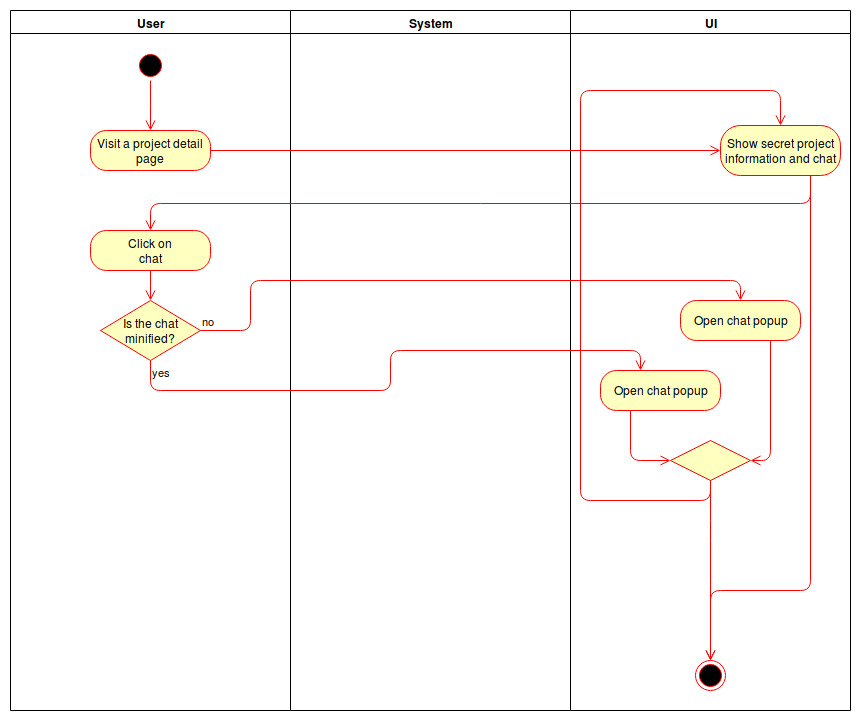 User
System
UI
Visit a project detail
page
Show secret project
information and chat
Click on
chat
Is the chat
minified?
no
yes
Open chat popup
Open chat popup